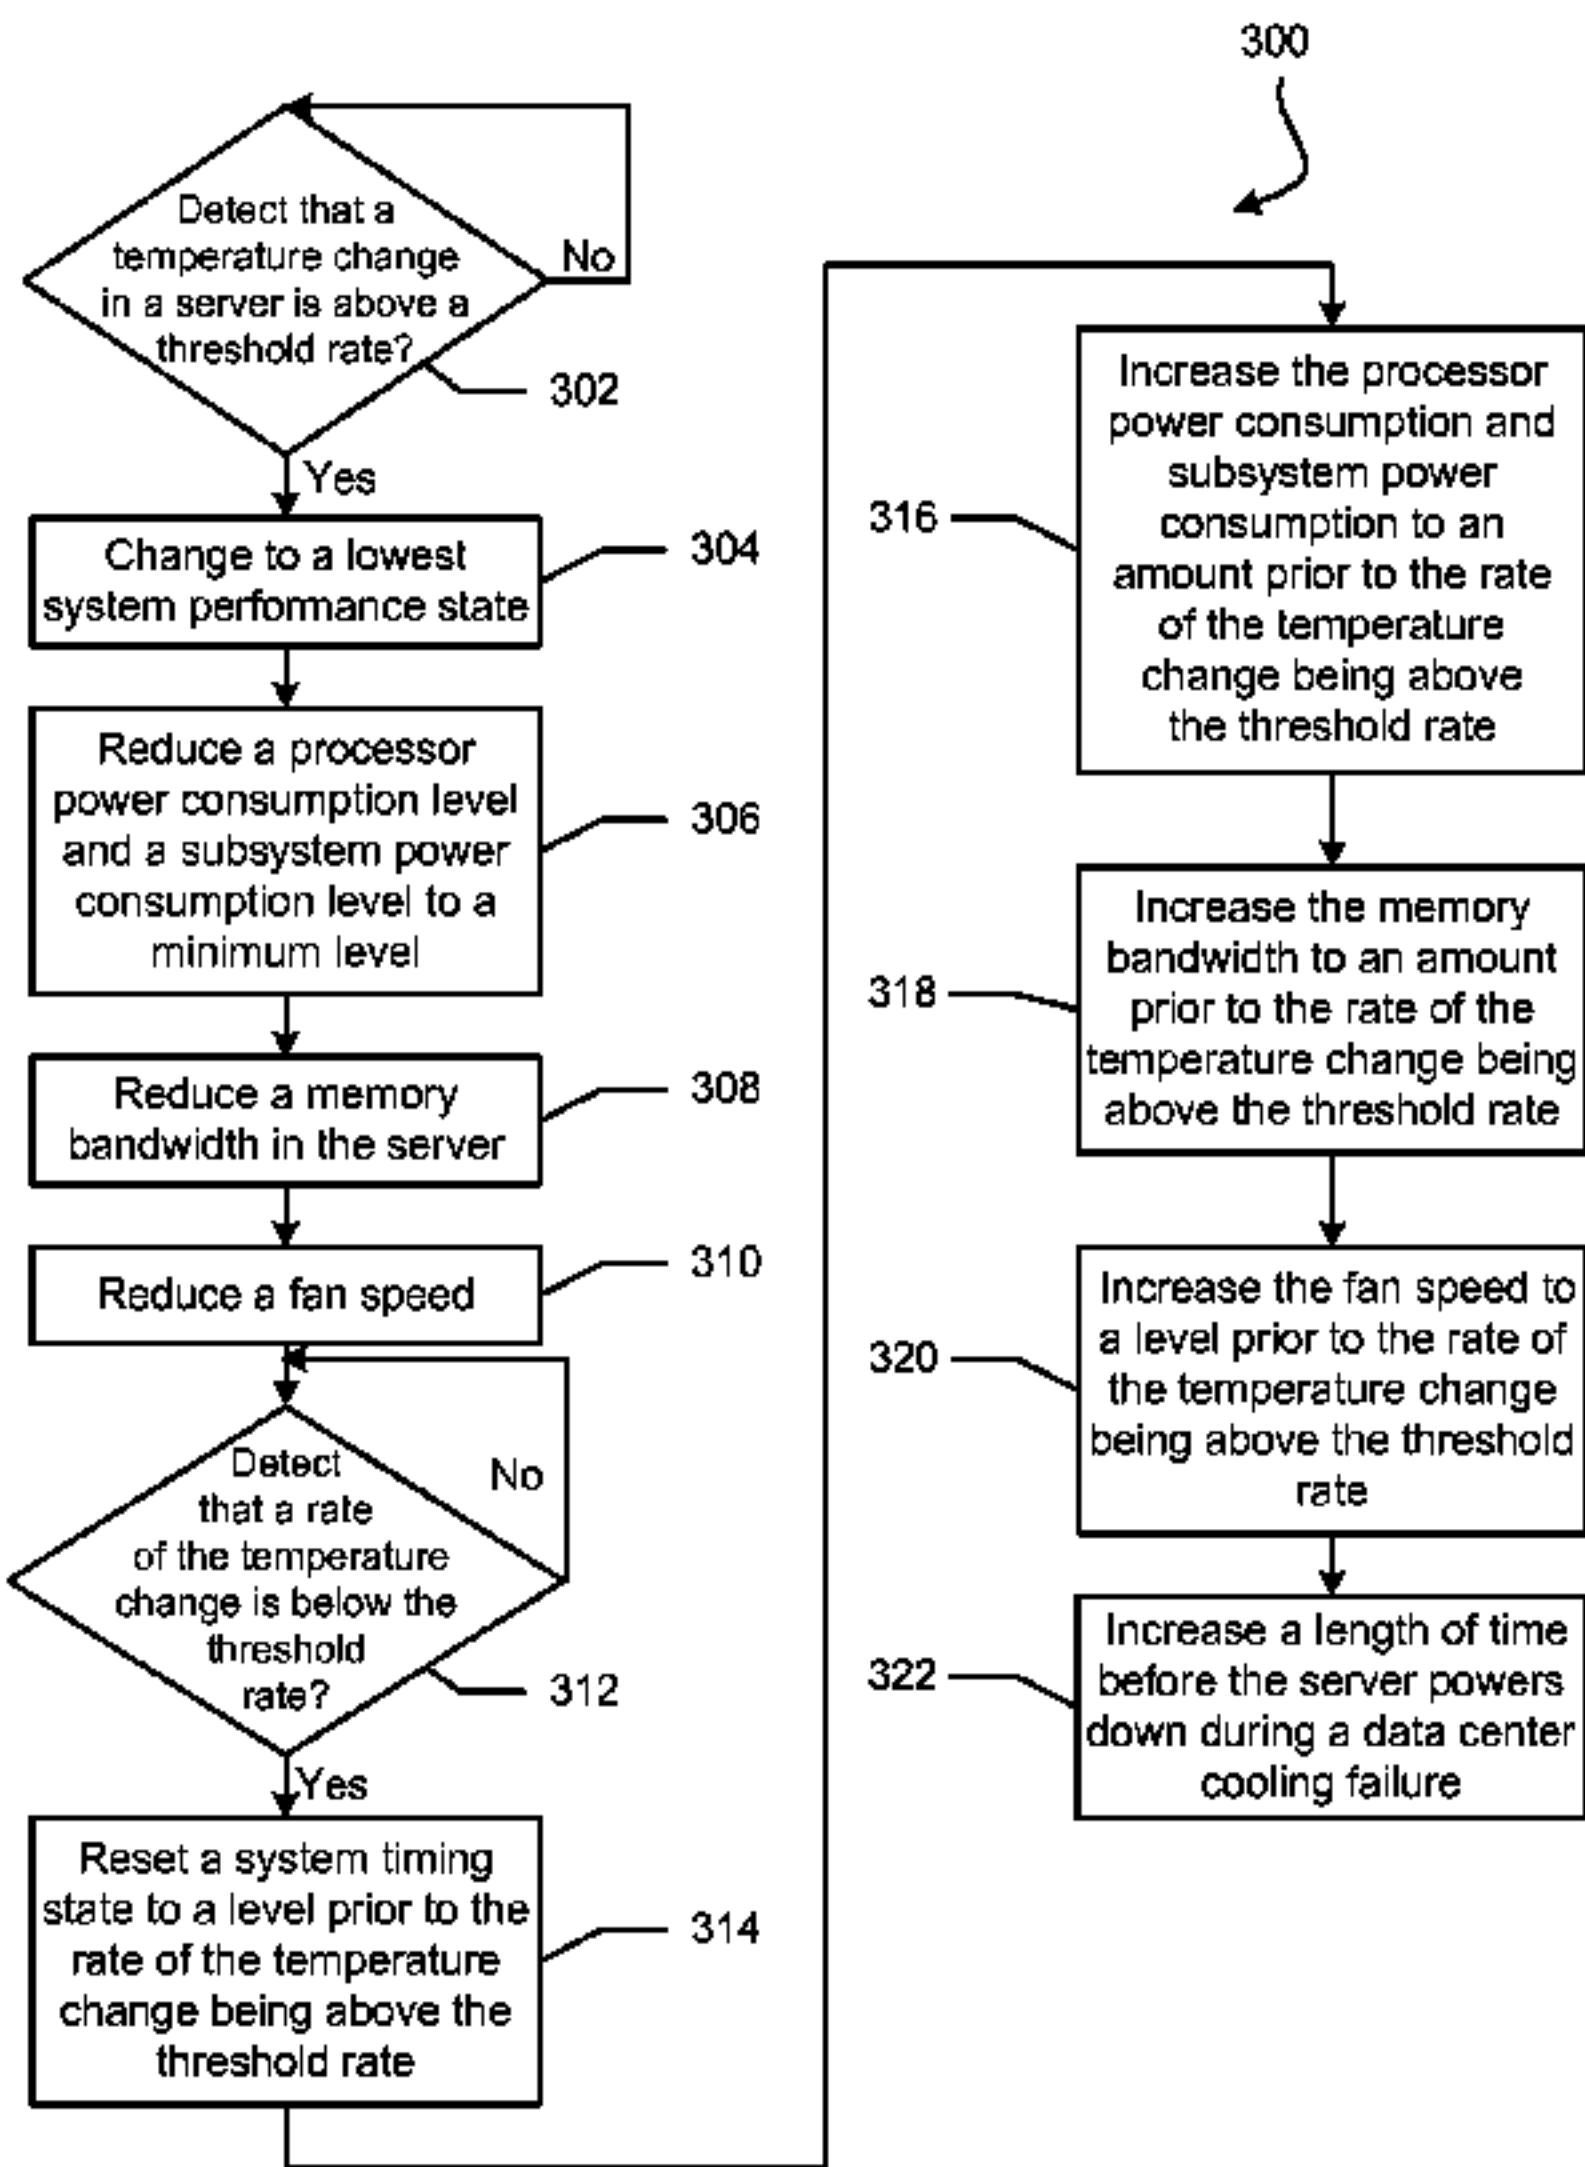 300
Detect that a
temperature change
in a server is above a
threshold rate?
No
302
Yes
Change to a lowest
system performance state
304
Reduce a processor
power consumption level
and a subsystem power
consumption level to a
minimum level
306
Reduce a memory
bandwidth in the server
308
Reduce a fan speed
310
Detect
that a rate
of the temperature
change is below the
threshold
rate?
No
312
Yes
Reset a system timing
state to a level prior to the
rate of the temperature
change being above the
threshold rate
314
Increase the processor
power consumption and
subsystem power
consumption to an
amount prior to the rate
of the temperature
change being above
the threshold rate
316
Increase the memory
bandwidth to an amount
prior to the rate of the
temperature change being
above the threshold rate
318
Increase the fan speed to
a level prior to the rate of
the temperature change
being above the threshold
rate
320
Increase a length of time
before the server powers
down during a data center
cooling failure
322